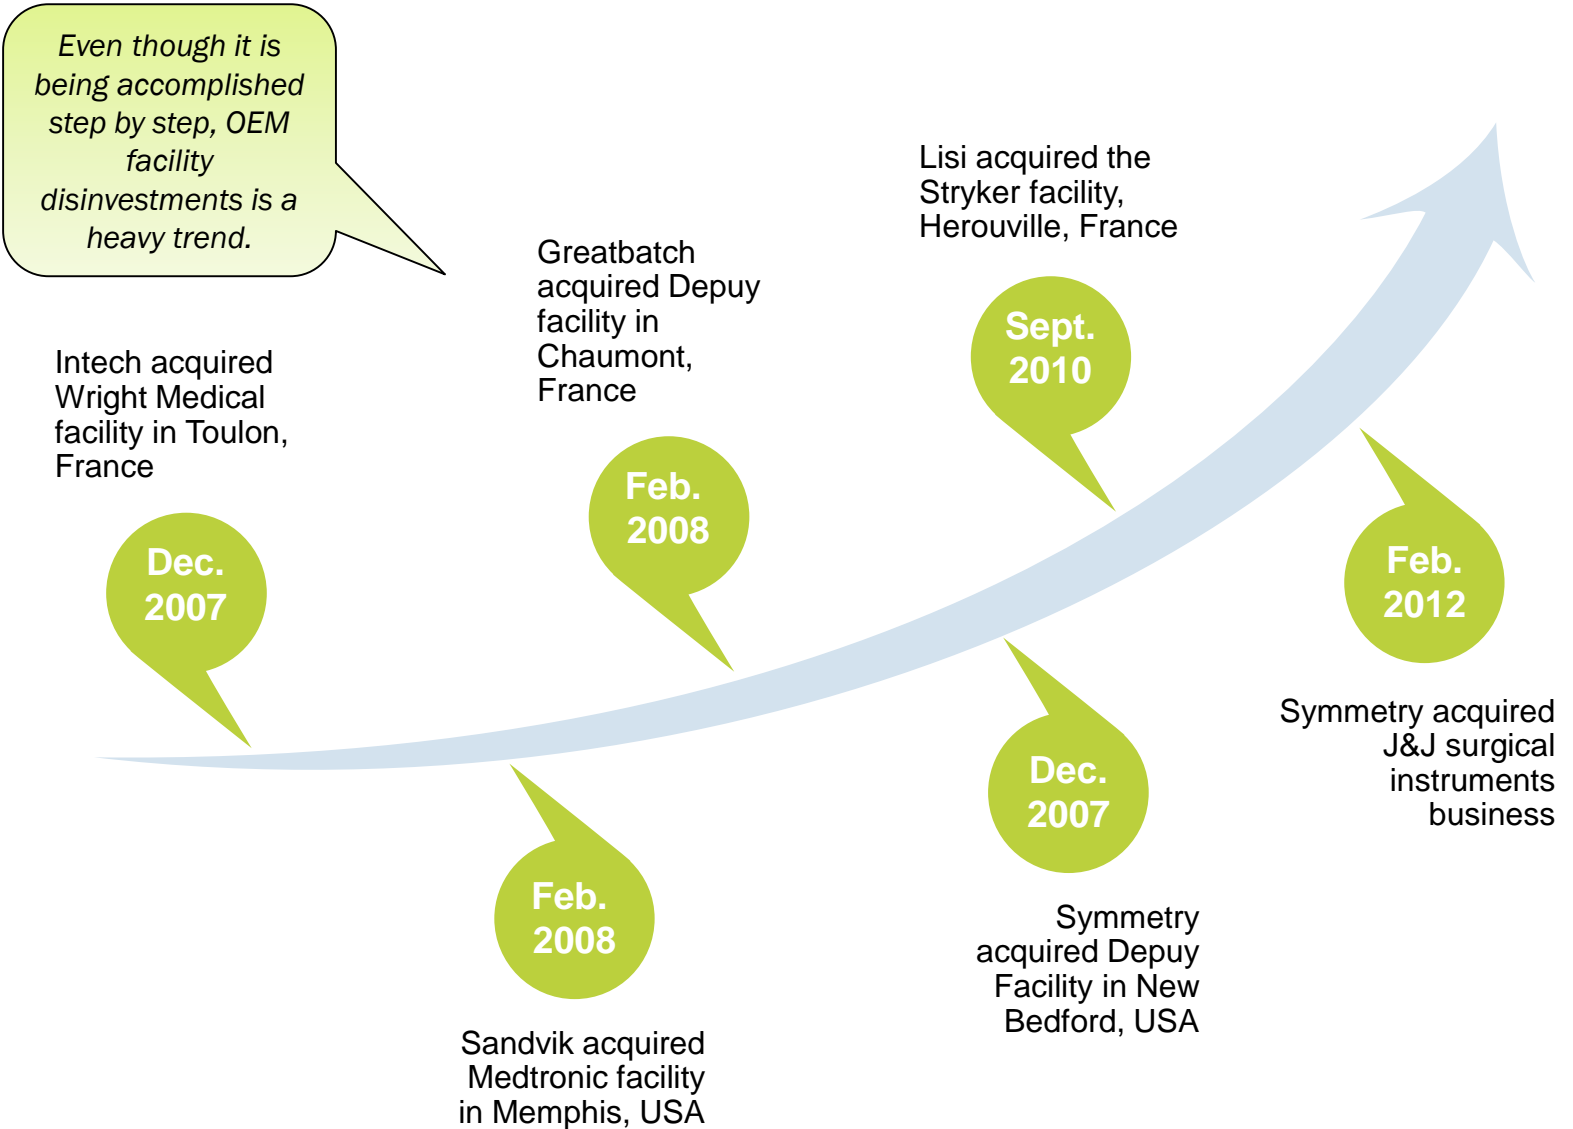 Even though it is
being accomplished
step by step, OEM
facility
disinvestments is a
heavy trend.
Intech acquired
Wright Medical
facility in Toulon,
France
Dec.
2007
Greatbatch
acquired Depuy
facility in
Chaumont,
France
Feb.
2008
Lisi acquired the
Stryker facility,
Herouville, France
Sept.
2010
Feb.
2008
Sandvik acquired
Medtronic facility
in Memphis, USA
Dec.
2007
Symmetry
acquired Depuy
Facility in New
Bedford, USA
Feb.
2012
Symmetry acquired
J&J surgical
instruments
business